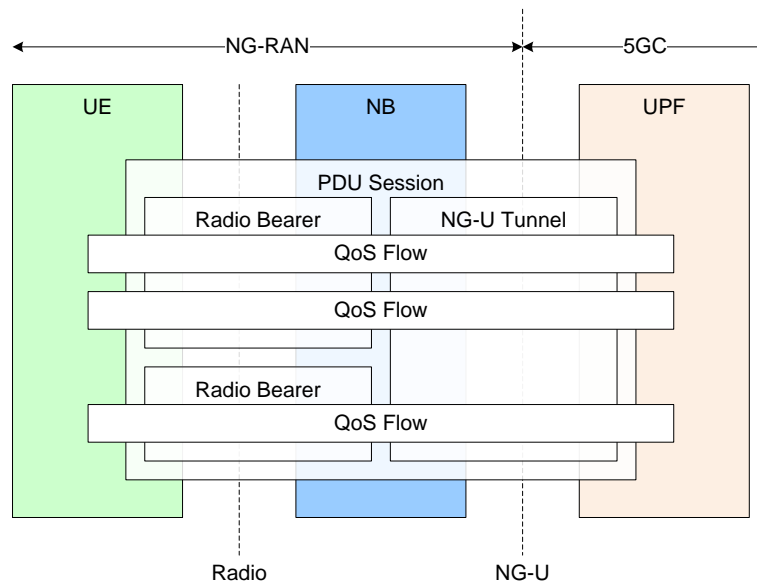 NG-RAN
5GC
UE
NB
UPF
PDU Session
Radio Bearer
NG-U Tunnel
QoS Flow
QoS Flow
Radio Bearer
QoS Flow
Radio
NG-U